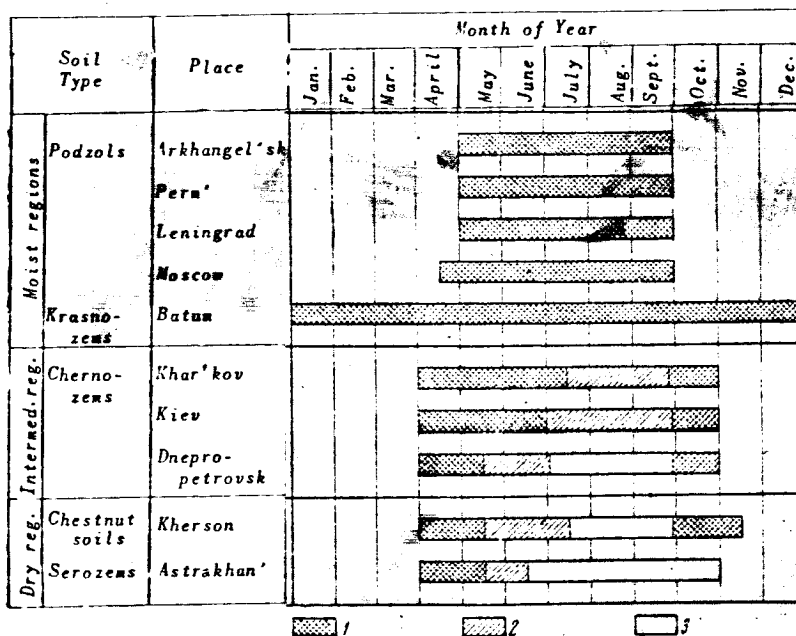 Month of Year
Soil Type
Place
Jan.
Feb.
Mar.
April
May
June
July
Aug.
Sept.
Oct.
Nov.
Dec.
Moist regions
Podzols
Arkhangel'sk
Perm'
Leningrad
Moscow
Krasno-
zems
Batum
Intermed.reg.
Cherno-
zems
Khar'kov
Kiev
Dnepro-
petrovsk
Dry reg.
Chestnut
soils
Kherson
Serozems
Astrakhan'
1
2
3